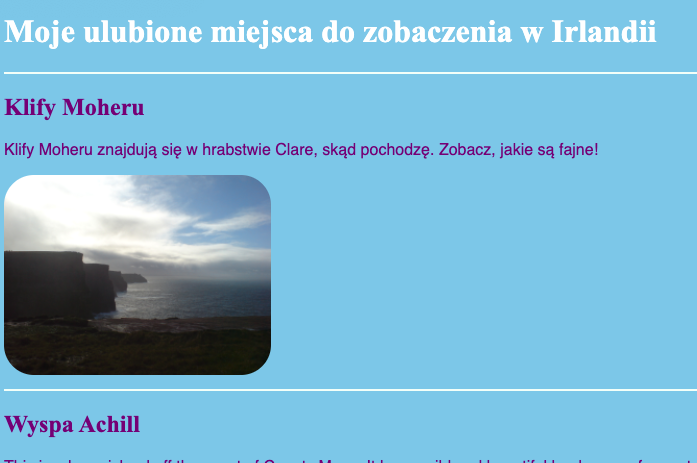 Moje ulubione miejsca do zobaczenia w Irlandii
Klify Moheru
Klify Moheru znajdują się w hrabstwie Clare, skąd pochodzę. Zobacz, jakie są fajne!
Wyspa Achill